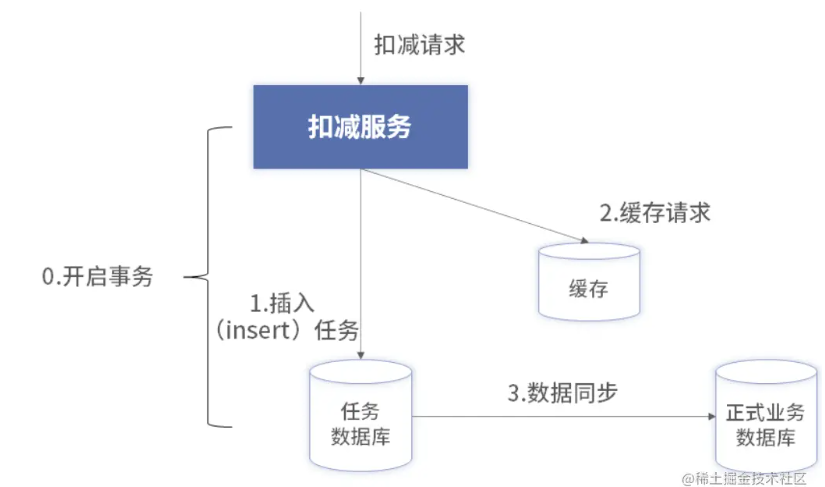 扣减请求
扣减服务
2.缓存请求
0.开启事务
缓存
1.插入
（insert）任务
3.数据同步
任务
数据库
正式业务
数据库
@稀土掘金技术社区